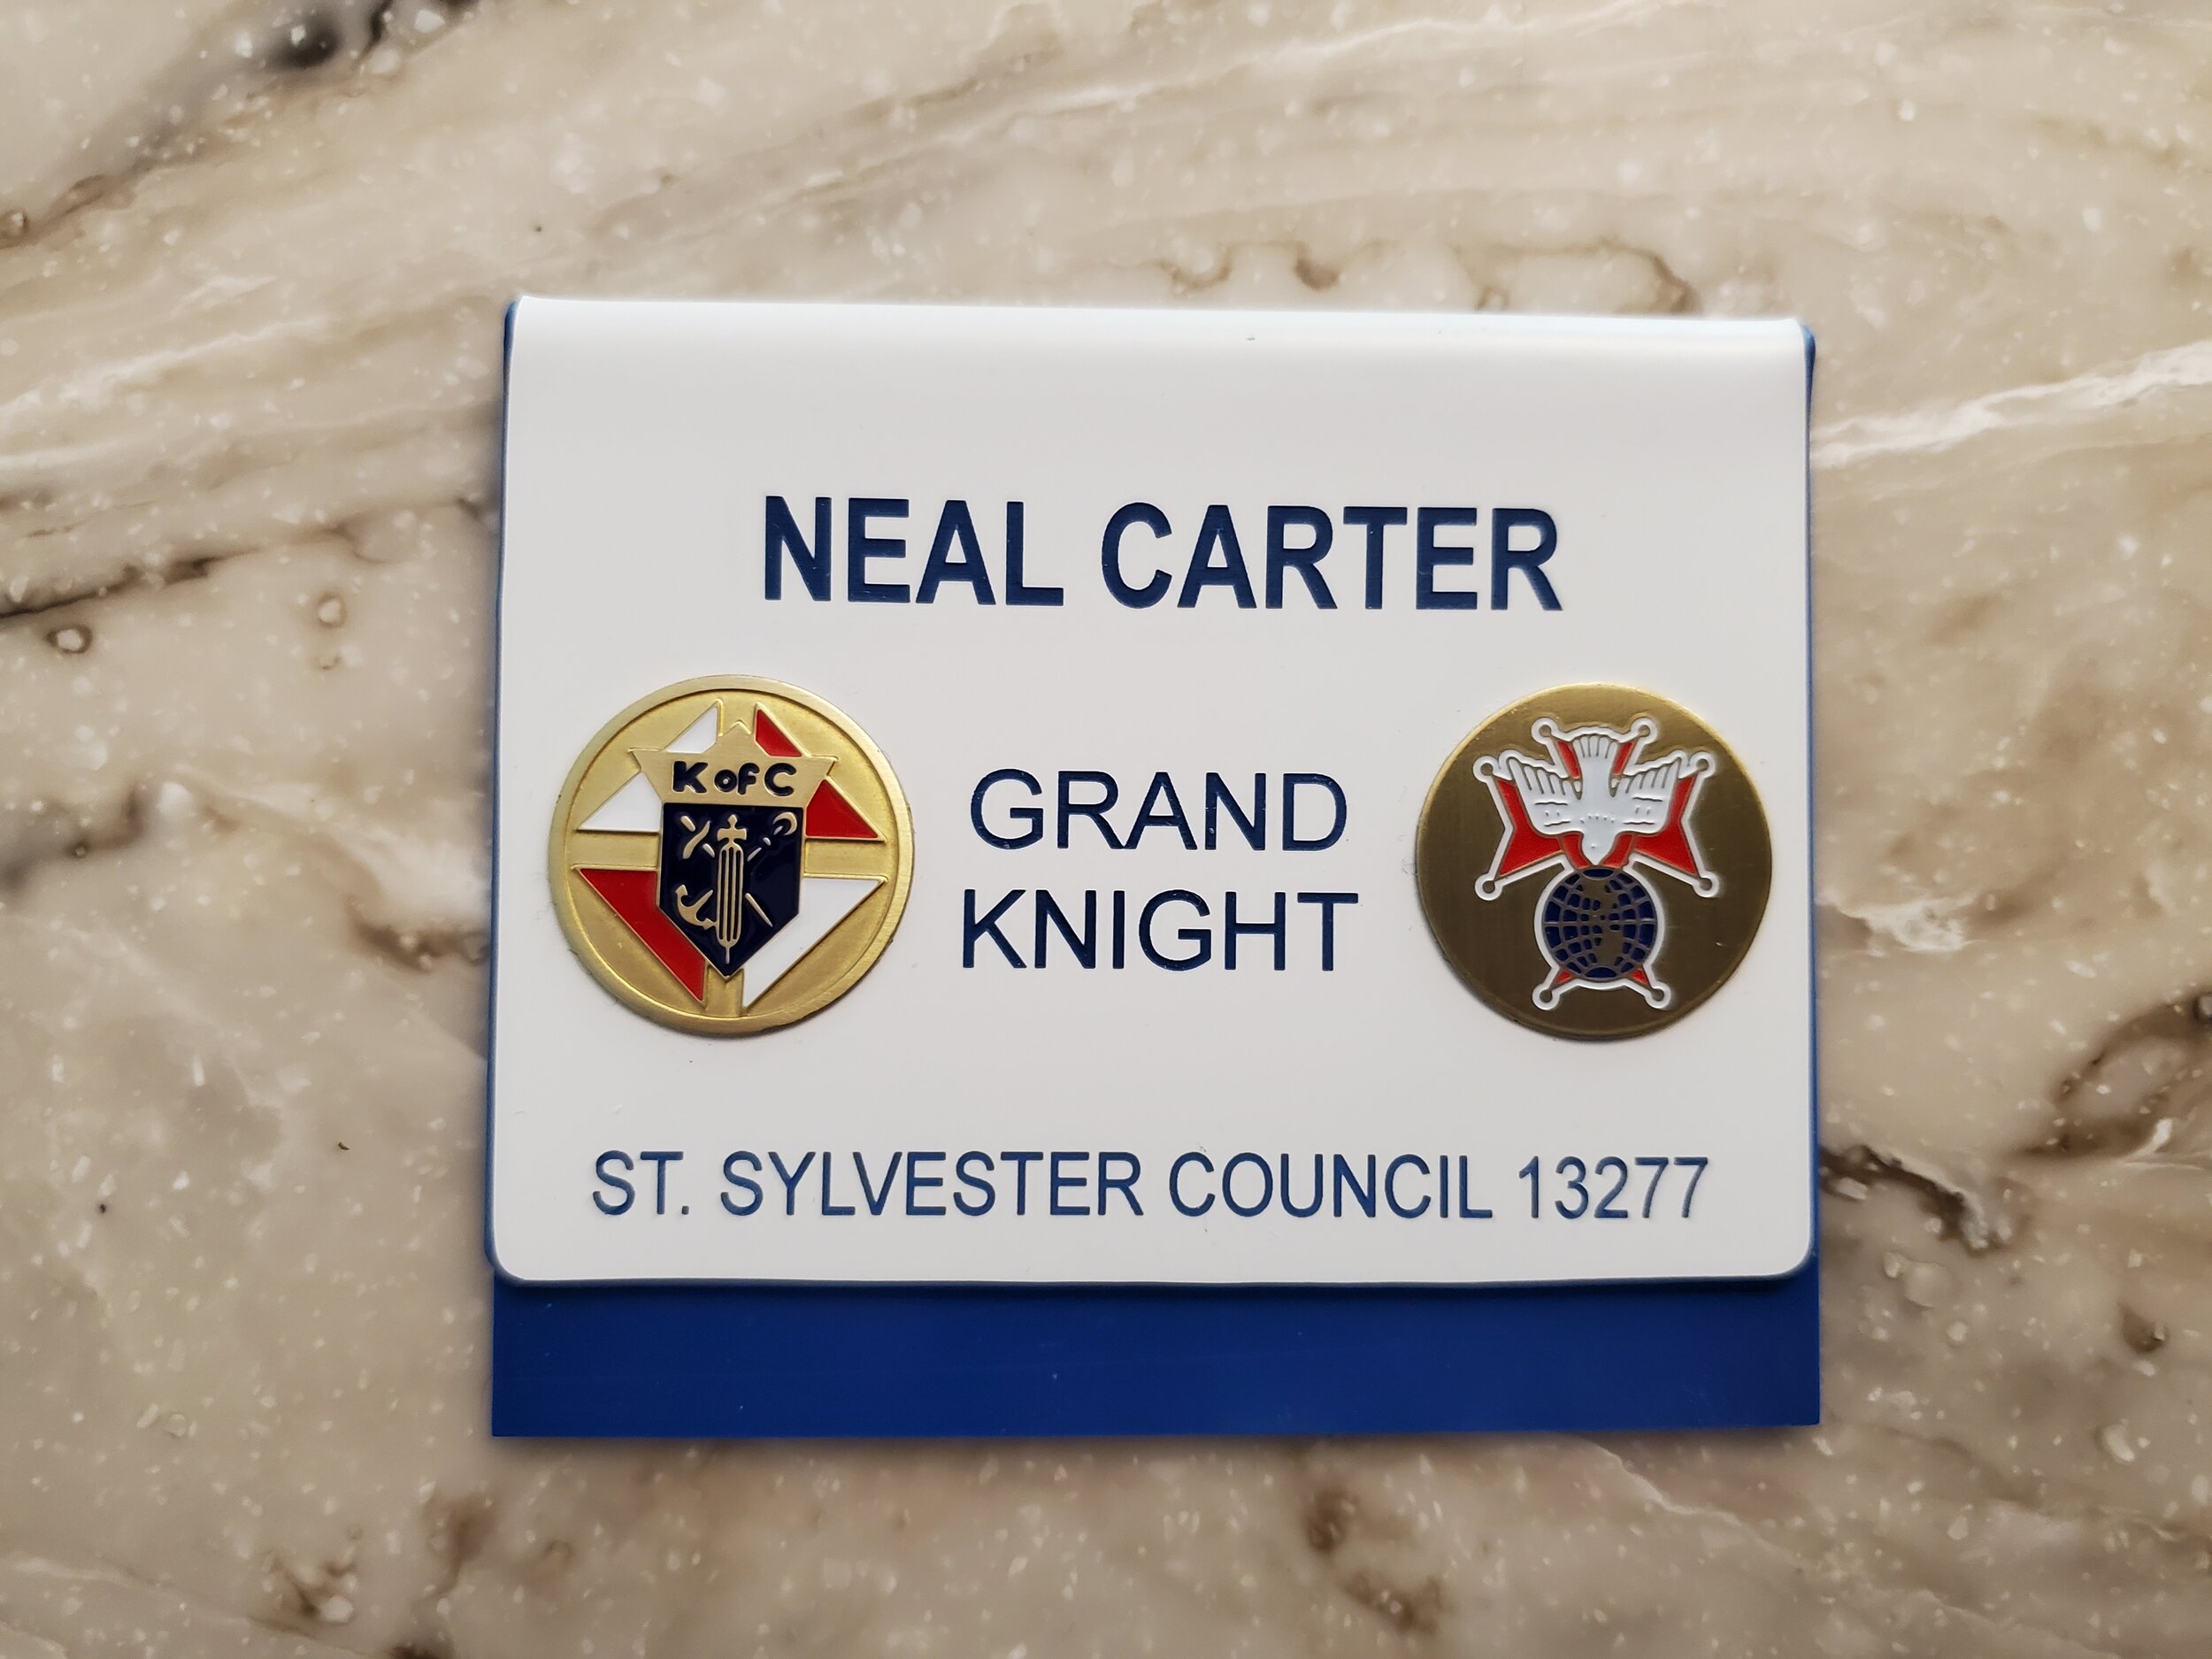 NEAL CARTER
K of C
GRAND
KNIGHT
ST. SYLVESTER COUNCIL 13277